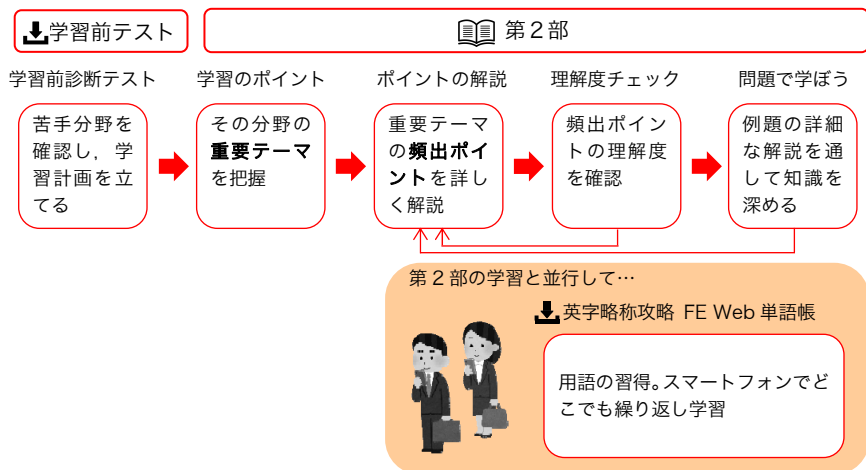 学習前テスト
第2部
学習前診断テスト
学習のポイント
ポイントの解説
理解度チェック
問題で学ぼう
苦手分野を
確認し，学
習計画を立
てる
その分野の
重要テーマ
を把握
重要テーマ
の頻出ポイ
ントを詳し
く解説
頻出ポイン
トの理解度
を確認
例題の詳細
な解説を通
して知識を
深める
第2部の学習と並行して…
英字略称攻略 FE Web 単語帳
用語の習得。スマートフォンでど
こでも繰り返し学習